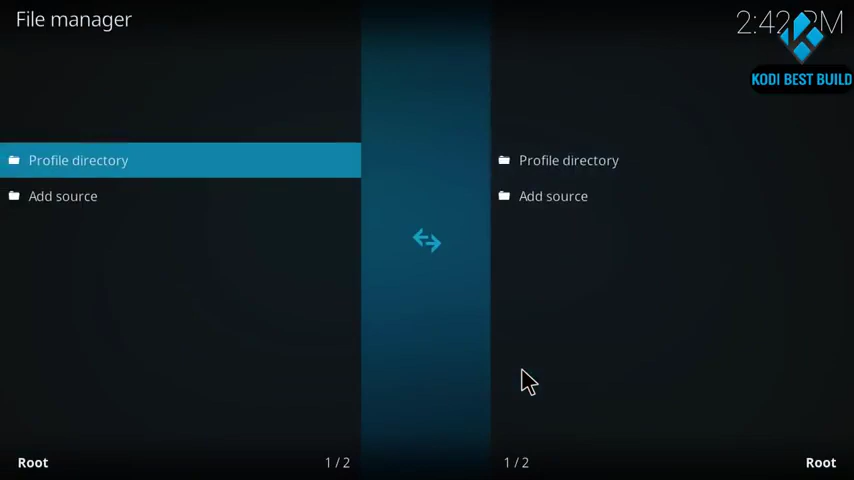 File manager
2:42 PM
KODI BEST BUILD
Profile directory
Add source
Profile directory
Add source
Root
1 / 2
1 / 2
Root